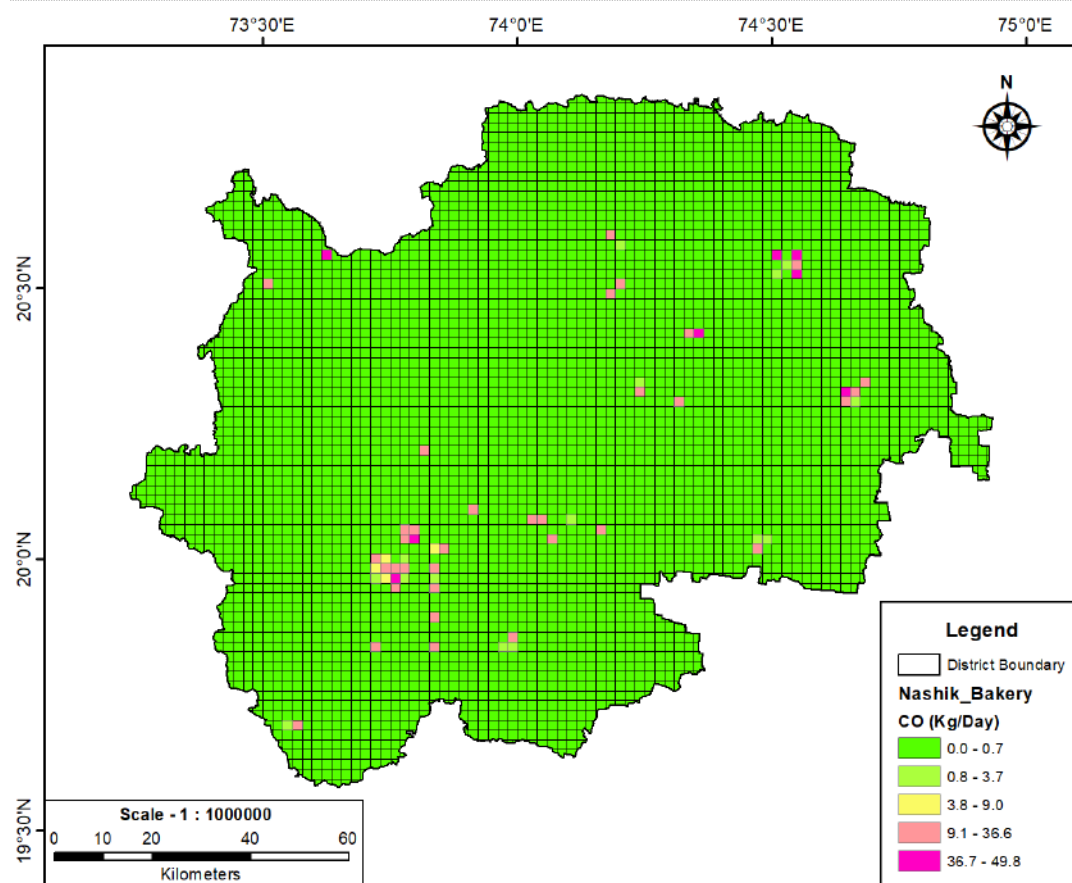 73°30'E 74°0'E 74°30'E 75°0'E
N
20°30'N
20°0'N
19°30'N
Legend
District Boundary
Nashik_Bakery
CO (Kg/Day)
0.0 - 0.7
0.8 - 3.7
3.8 - 9.0
9.1 - 36.6
36.7 - 49.8
Scale - 1 : 1000000
0 10 20 40 60
Kilometers